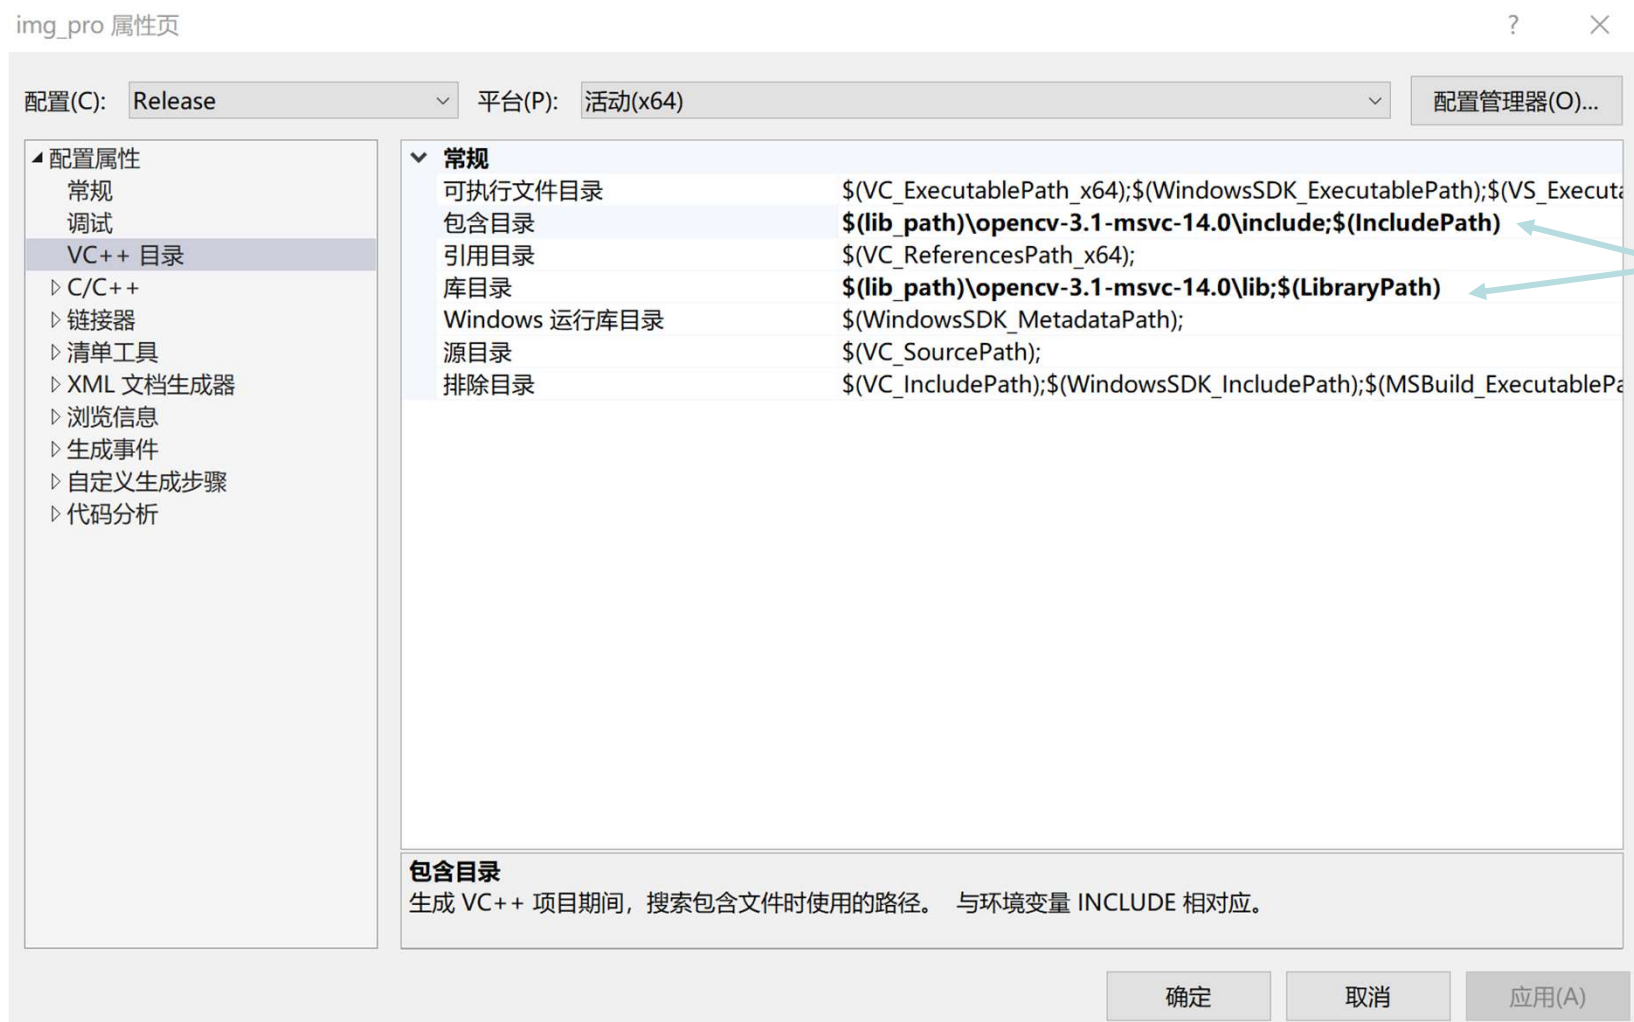 img_pro 属性页
?
配置(C): Release 平台(P): 活动(x64) 配置管理器(O)...
配置属性
常规
调试
VC++ 目录
C/C++
链接器
清单工具
XML 文档生成器
浏览信息
生成事件
自定义生成步骤
代码分析
常规
可执行文件目录 $(VC_ExecutablePath_x64);$(WindowsSDK_ExecutablePath);$(VS_Executa
包含目录 $(lib_path)\opencv-3.1-msvc-14.0\include;$(IncludePath)
引用目录 $(VC_ReferencesPath_x64);
库目录 $(lib_path)\opencv-3.1-msvc-14.0\lib;$(LibraryPath)
Windows 运行库目录 $(WindowsSDK_MetadataPath);
源目录 $(VC_SourcePath);
排除目录 $(VC_IncludePath);$(WindowsSDK_IncludePath);$(MSBuild_ExecutablePa
包含目录
生成 VC++ 项目期间，搜索包含文件时使用的路径。 与环境变量 INCLUDE 相对应。
确定 取消 应用(A)